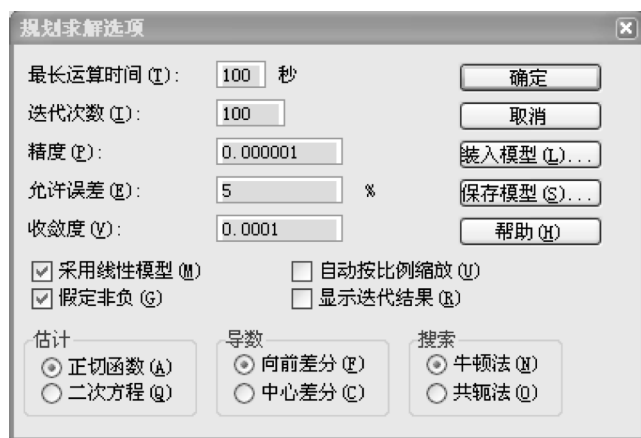 规划求解选项
最长运算时间(T): 100 秒 确定
迭代次数(I): 100 取消
精度(P): 0.000001 装入模型(L)...
允许误差(E): 5 % 保存模型(S)...
收敛度(V): 0.0001 帮助(H)
采用线性模型(M) 自动按比例缩放(U)
假定非负(G) 显示迭代结果(R)
估计 导数 搜索
正切函数(A) 向前差分(F) 牛顿法(N)
二次方程(Q) 中心差分(C) 共轭法(O)